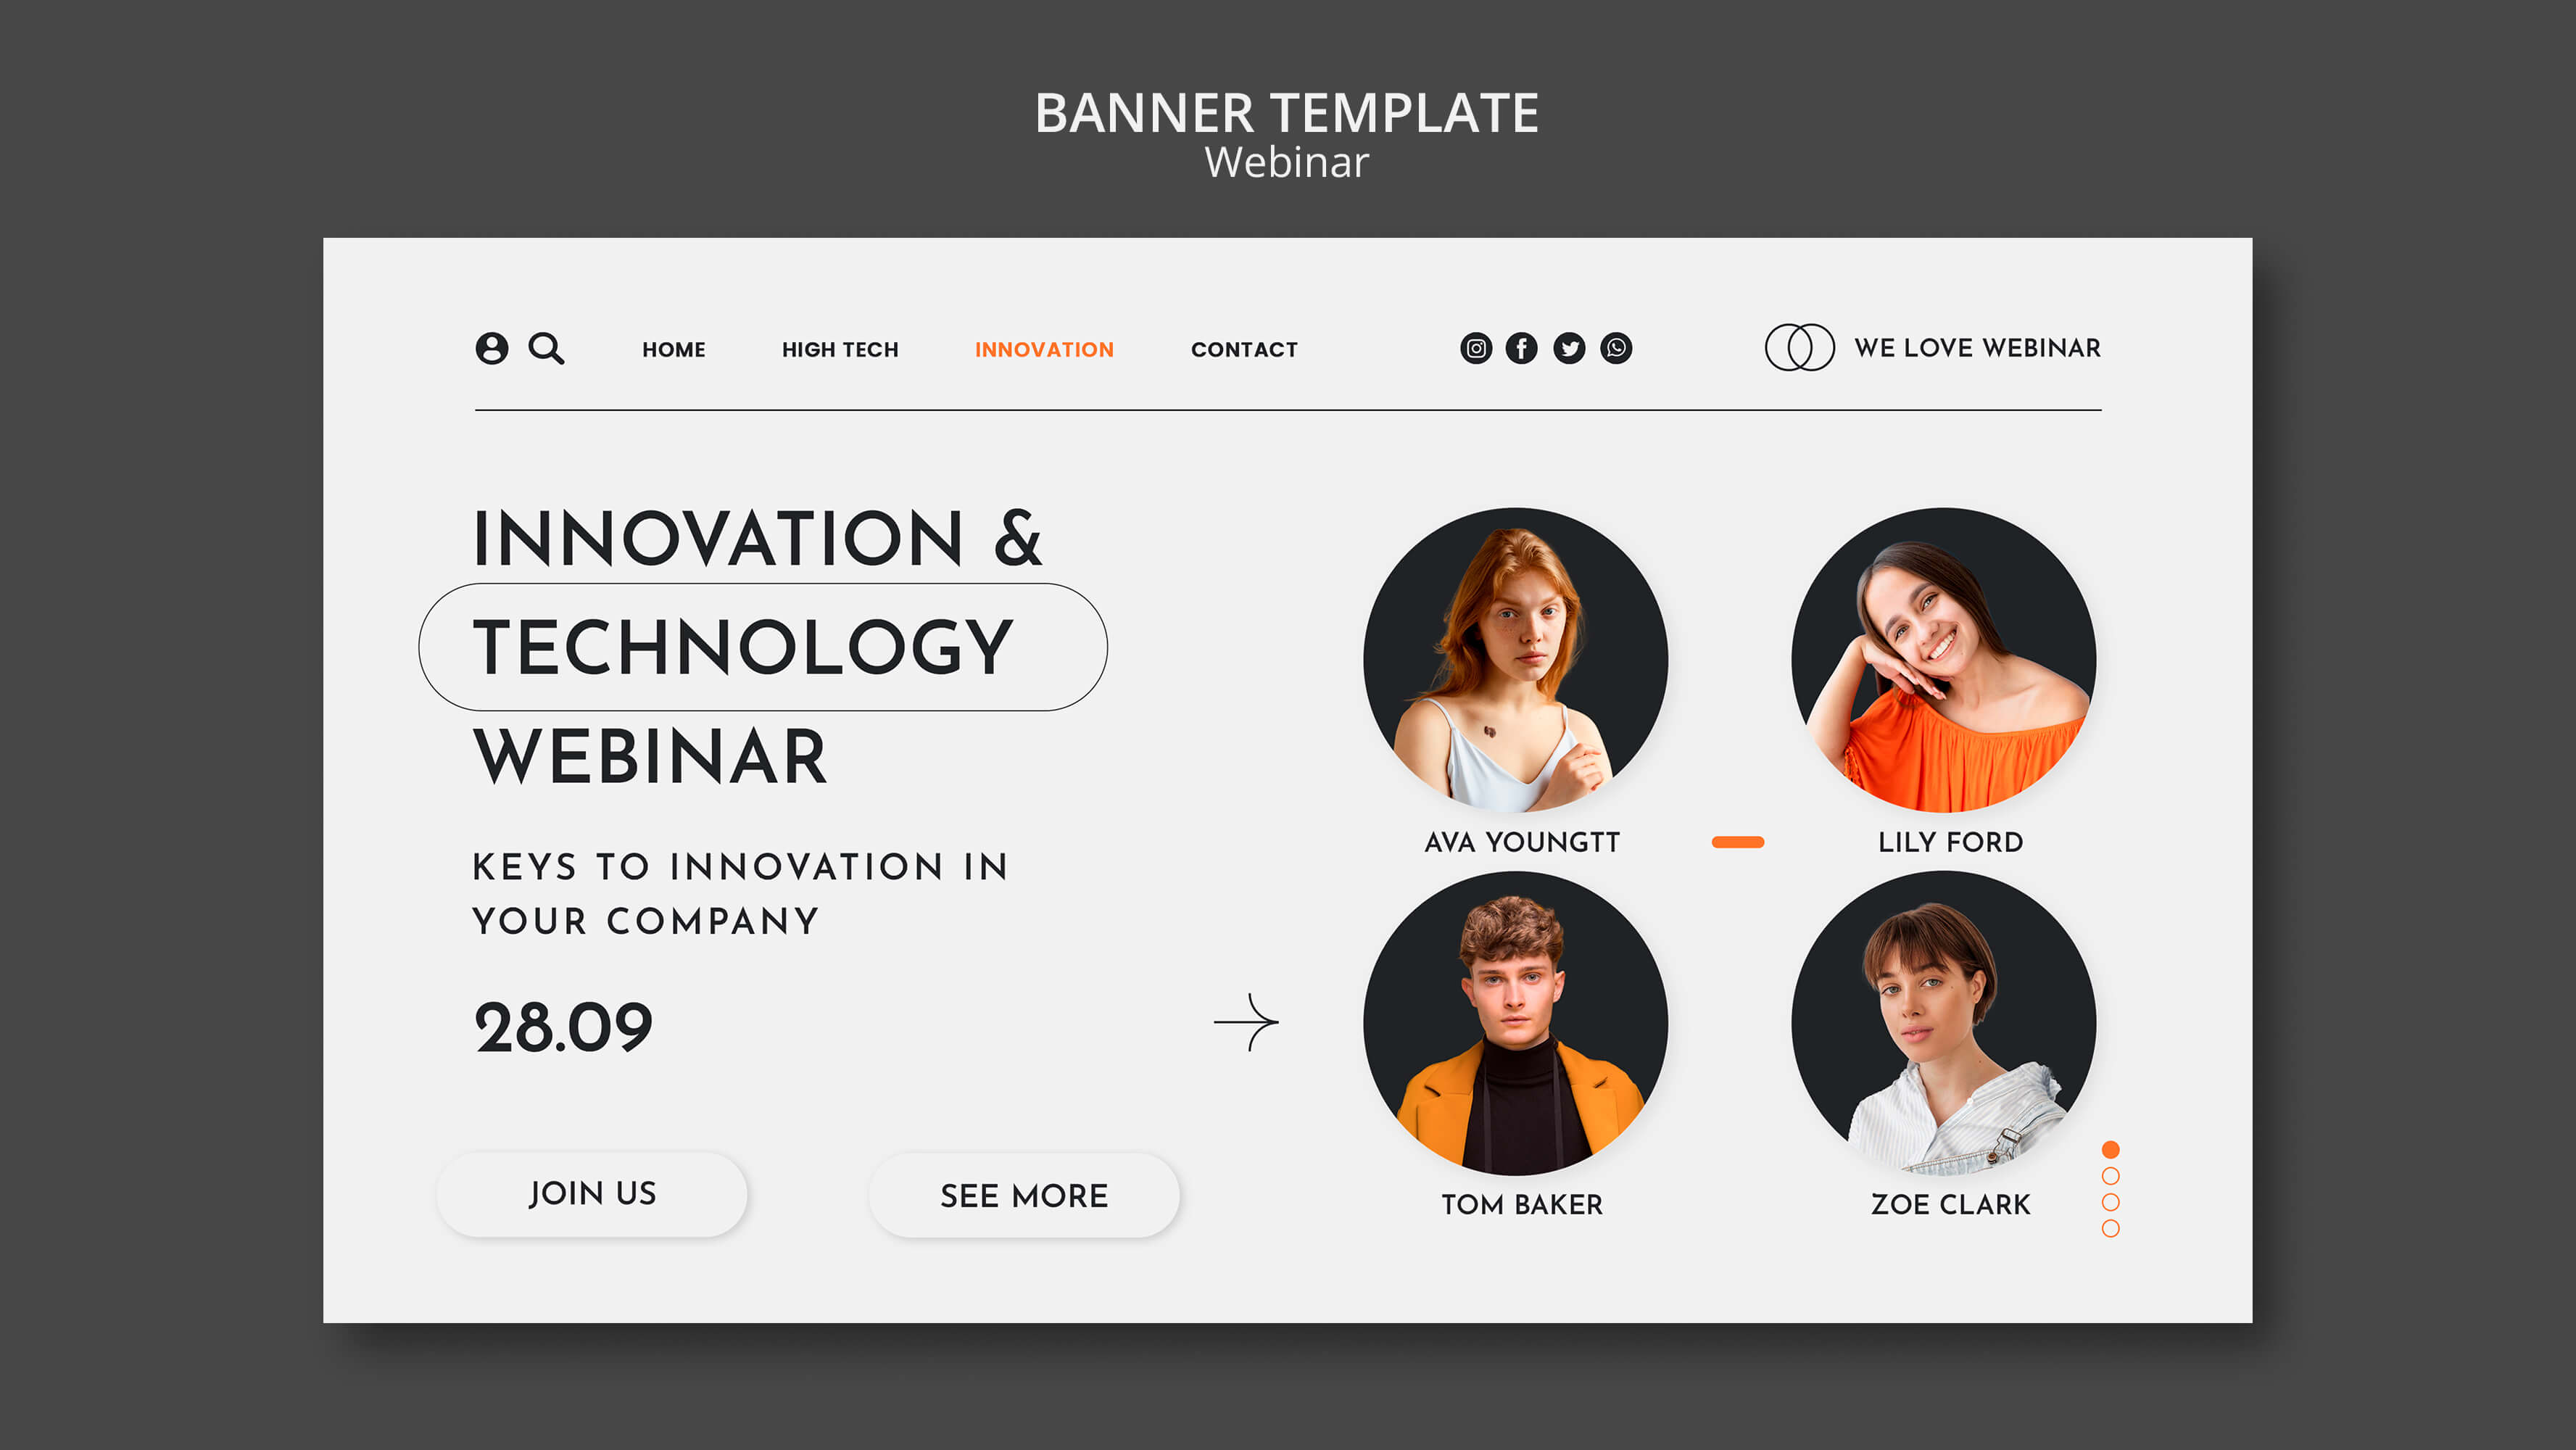 BANNER TEMPLATE
Webinar
HOME HIGH TECH INNOVATION CONTACT WE LOVE WEBINAR
INNOVATION &
TECHNOLOGY
WEBINAR
KEYS TO INNOVATION IN
YOUR COMPANY
28.09
JOIN US SEE MORE
AVA YOUNGTT LILY FORD
TOM BAKER ZOE CLARK